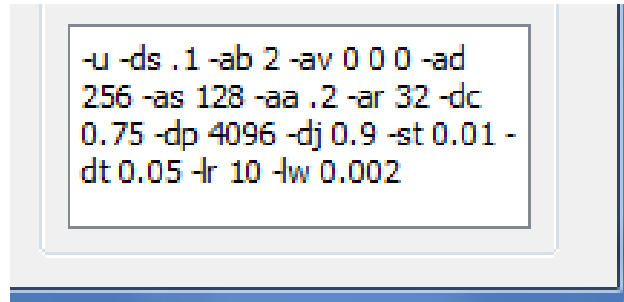 -u -ds .1 -ab 2 -av 0 0 0 -ad
256 -as 128 -aa .2 -ar 32 -dc
0.75 -dp 4096 -dj 0.9 -st 0.01 -
dt 0.05 -lr 10 -lw 0.002